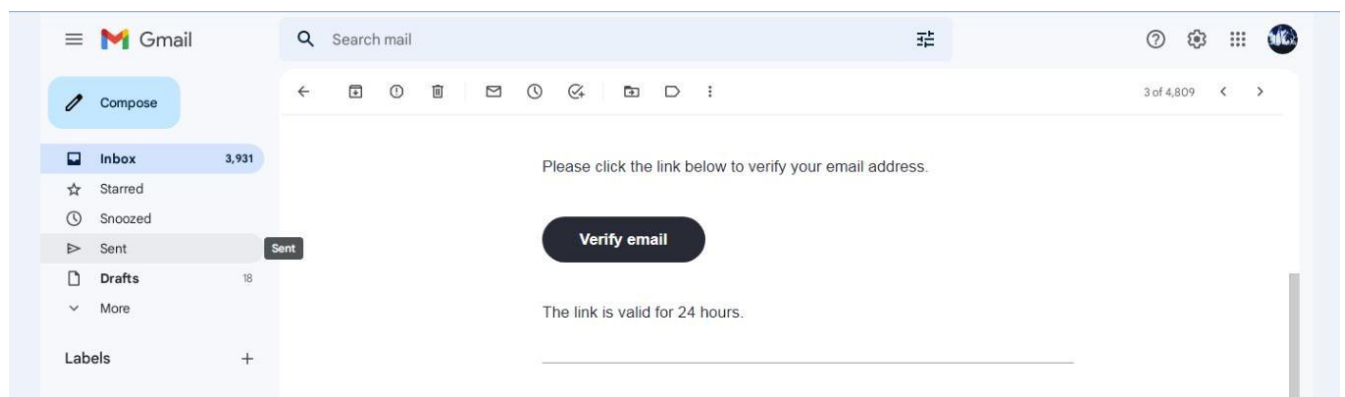 Gmail
Search mail
Compose
3 of 4,809
Inbox 3,931
Starred
Snoozed
Sent
Sent
Drafts 18
More
Labels
Please click the link below to verify your email address.
Verify email
The link is valid for 24 hours.